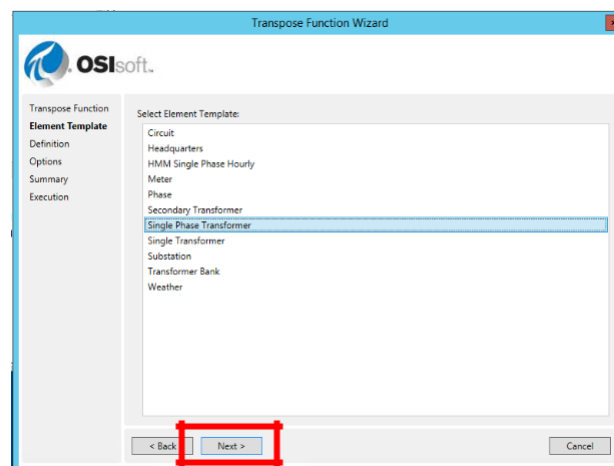 Transpose Function Wizard
x
OSIsoft.
Transpose Function
Element Template
Definition
Options
Summary
Execution
Select Element Template:
Circuit
Headquarters
HMM Single Phase Hourly
Meter
Phase
Secondary Transformer
Single Phase Transformer
Single Transformer
Substation
Transformer Bank
Weather
< Back
Next >
Cancel